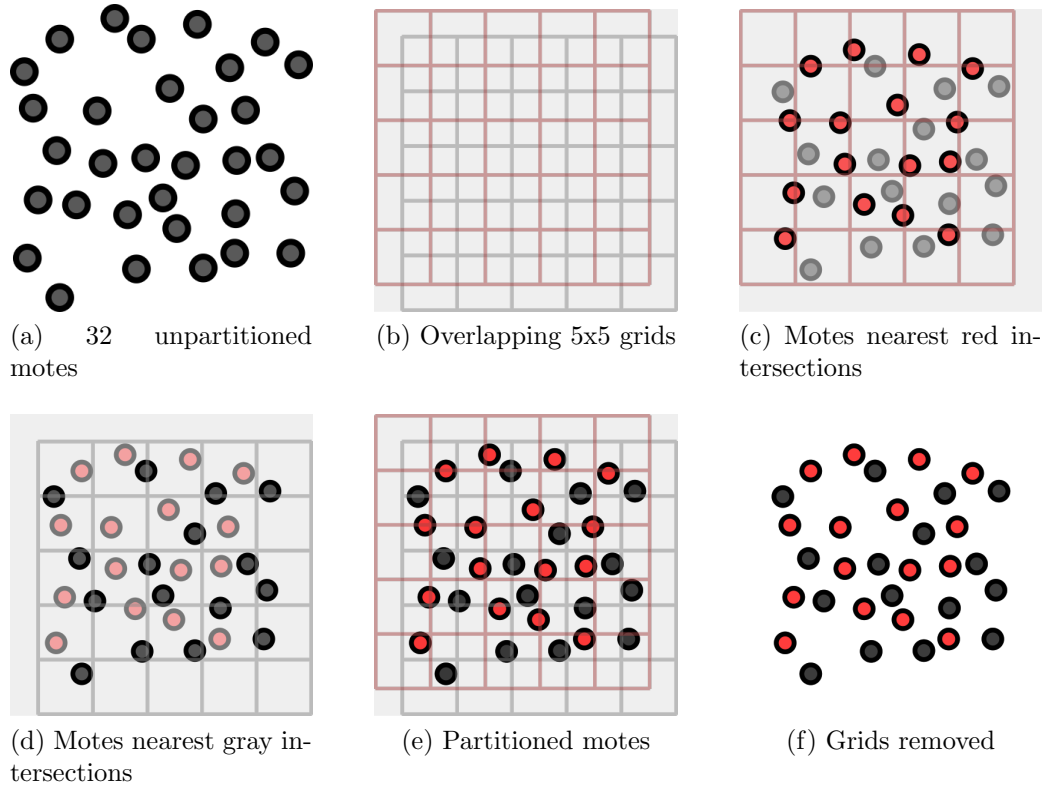 (a) 32 unpartitioned
motes
(b) Overlapping 5x5 grids
(c) Motes nearest red in-
tersections
(d) Motes nearest gray in-
tersections
(e) Partitioned motes
(f) Grids removed